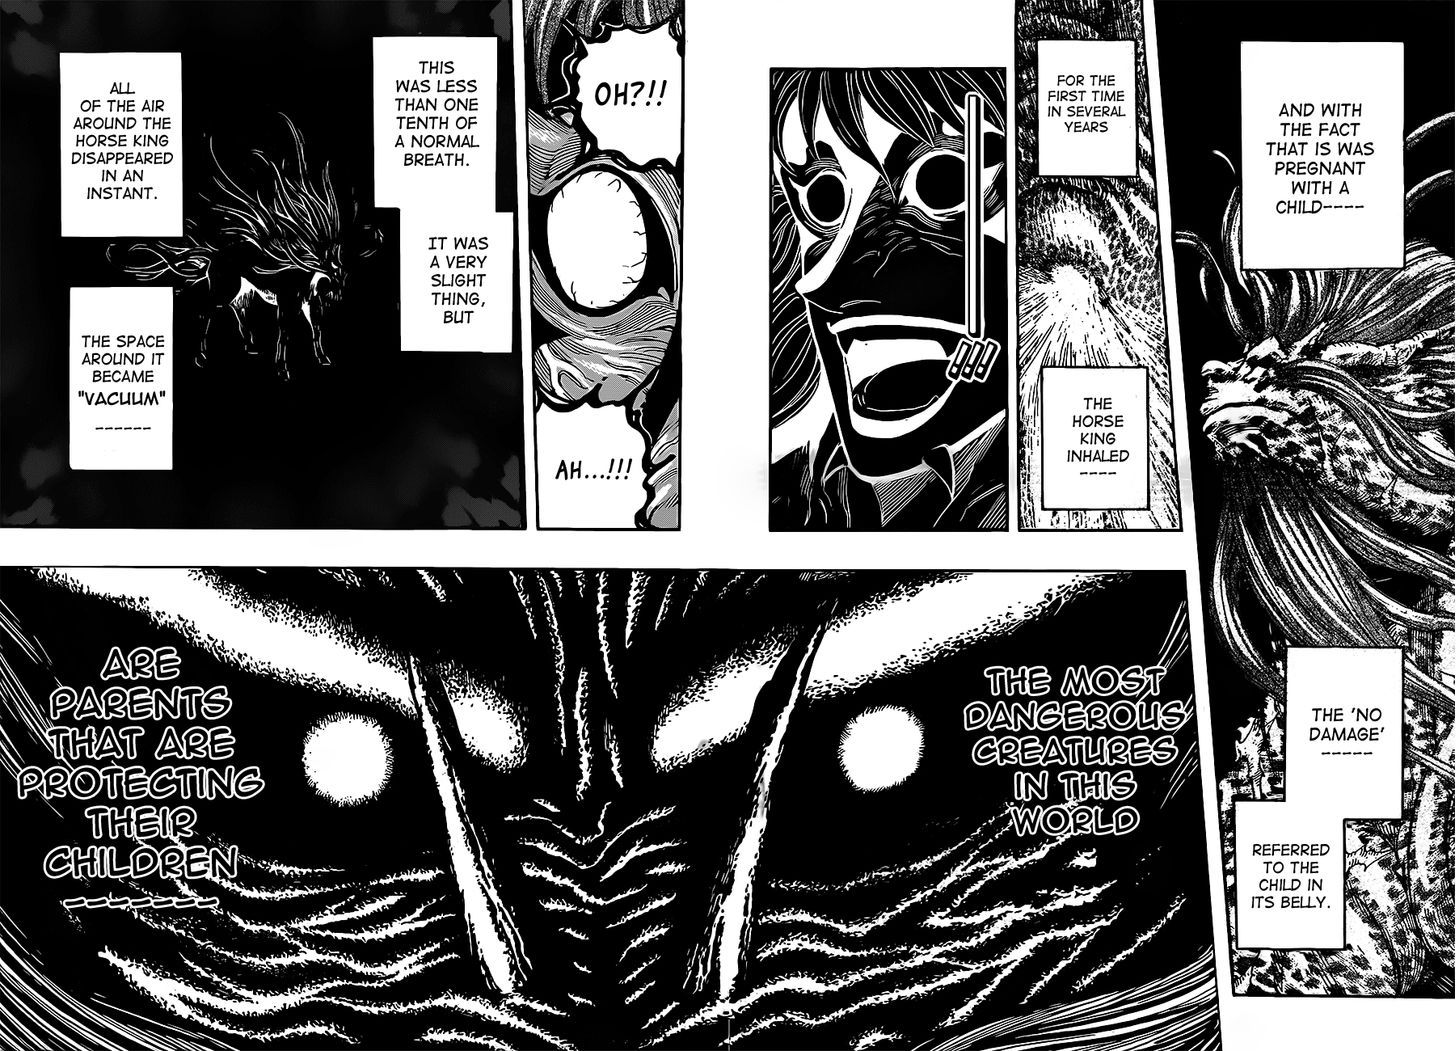 AND WITH
THE FACT
THAT IS WAS
PREGNANT
WITH A
CHILD----
THE 'NO
DAMAGE'
-----
REFERRED
TO THE
CHILD IN
ITS BELLY.
FOR THE
FIRST TIME
IN SEVERAL
YEARS
THE
HORSE
KING
INHALED
----
!!!
OH?!!
AH...!!!
THIS
WAS LESS
THAN ONE
TENTH OF
A NORMAL
BREATH.
IT WAS
A VERY
SLIGHT
THING,
BUT
ALL
OF THE AIR
AROUND THE
HORSE KING
DISAPPEARED
IN AN
INSTANT.
THE SPACE
AROUND IT
BECAME
"VACUUM"
------
THE MOST
DANGEROUS
CREATURES
IN THIS
WORLD
ARE
PARENTS
THAT ARE
PROTECTING
THEIR
CHILDREN
-------